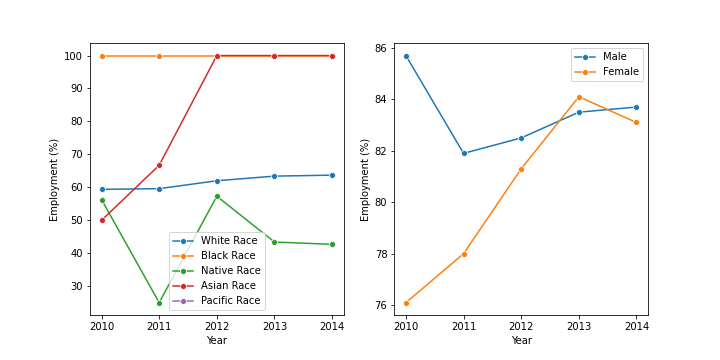 100
90
80
70
60
50
40
30
Employment (%)
2010 2011 2012 2013 2014
Year
White Race
Black Race
Native Race
Asian Race
Pacific Race
86
84
82
80
78
76
Employment (%)
2010 2011 2012 2013 2014
Year
Male
Female